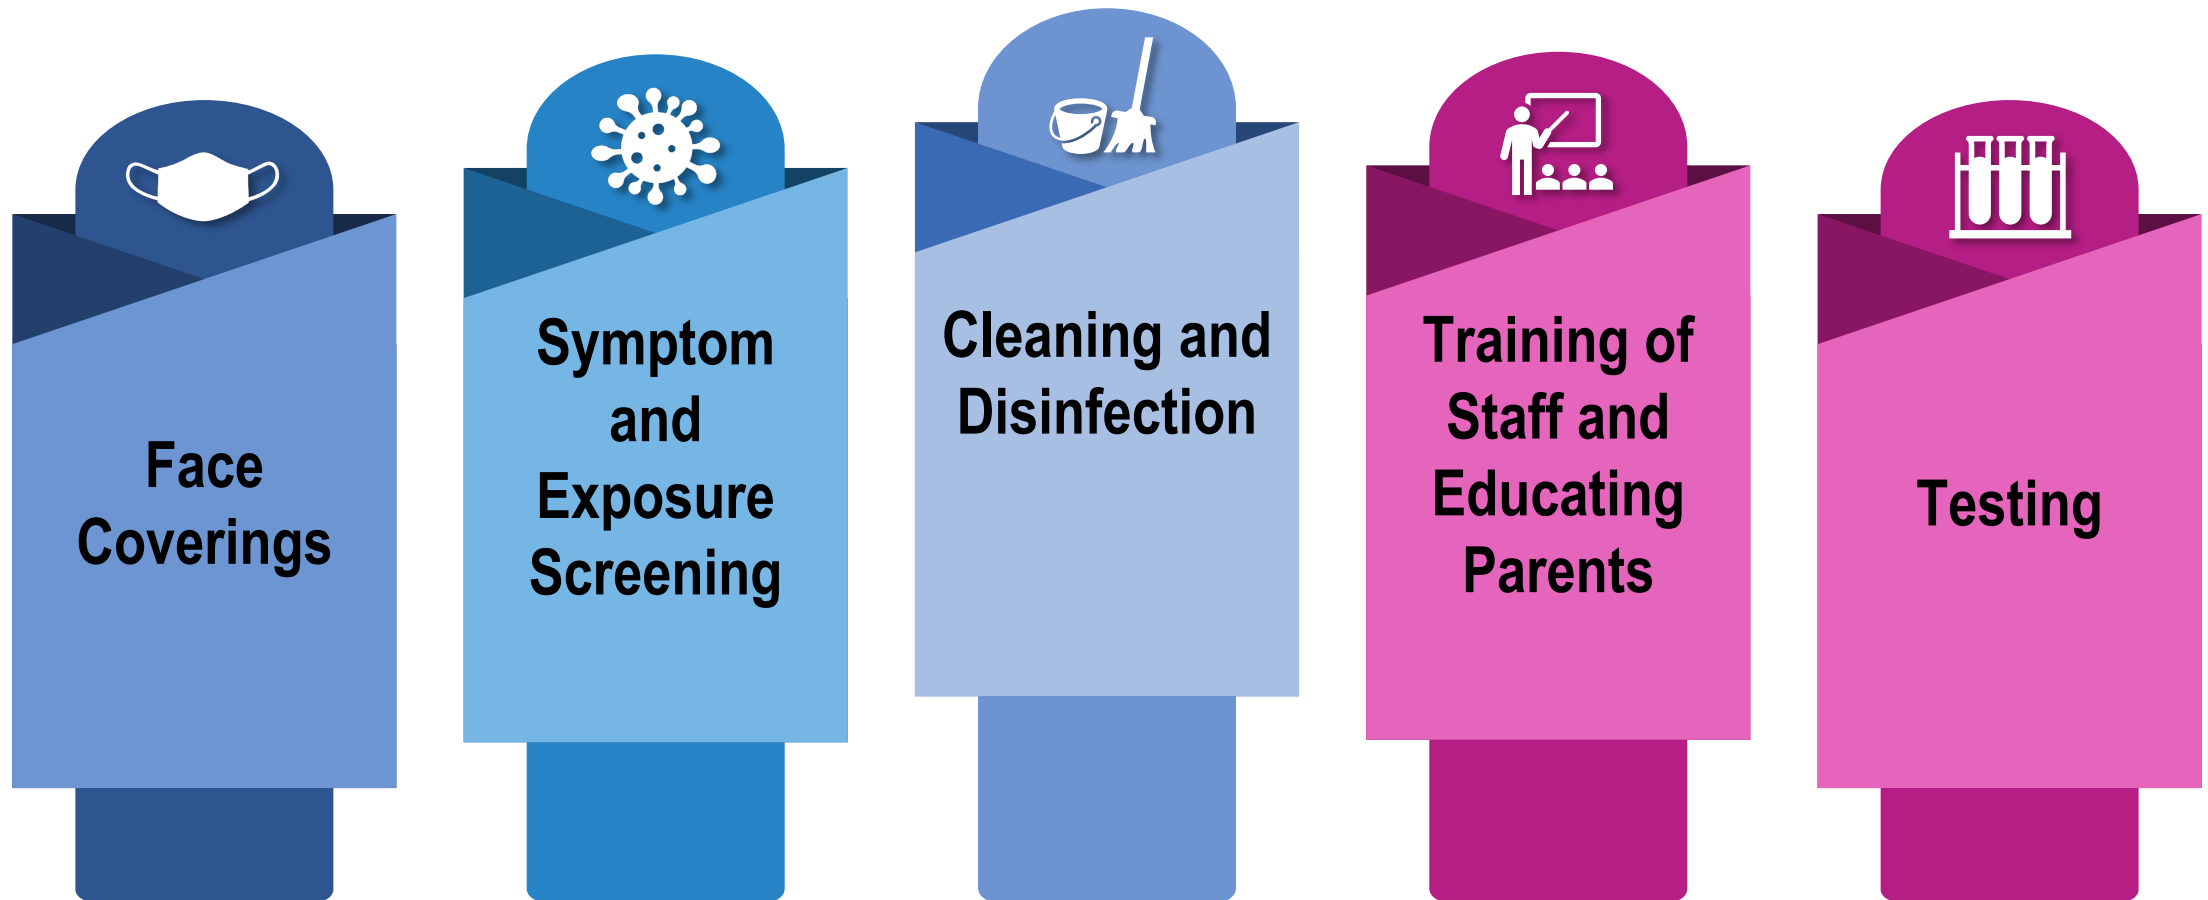 Face
Coverings
Symptom
and
Exposure
Screening
Cleaning and
Disinfection
Training of
Staff and
Educating
Parents
Testing